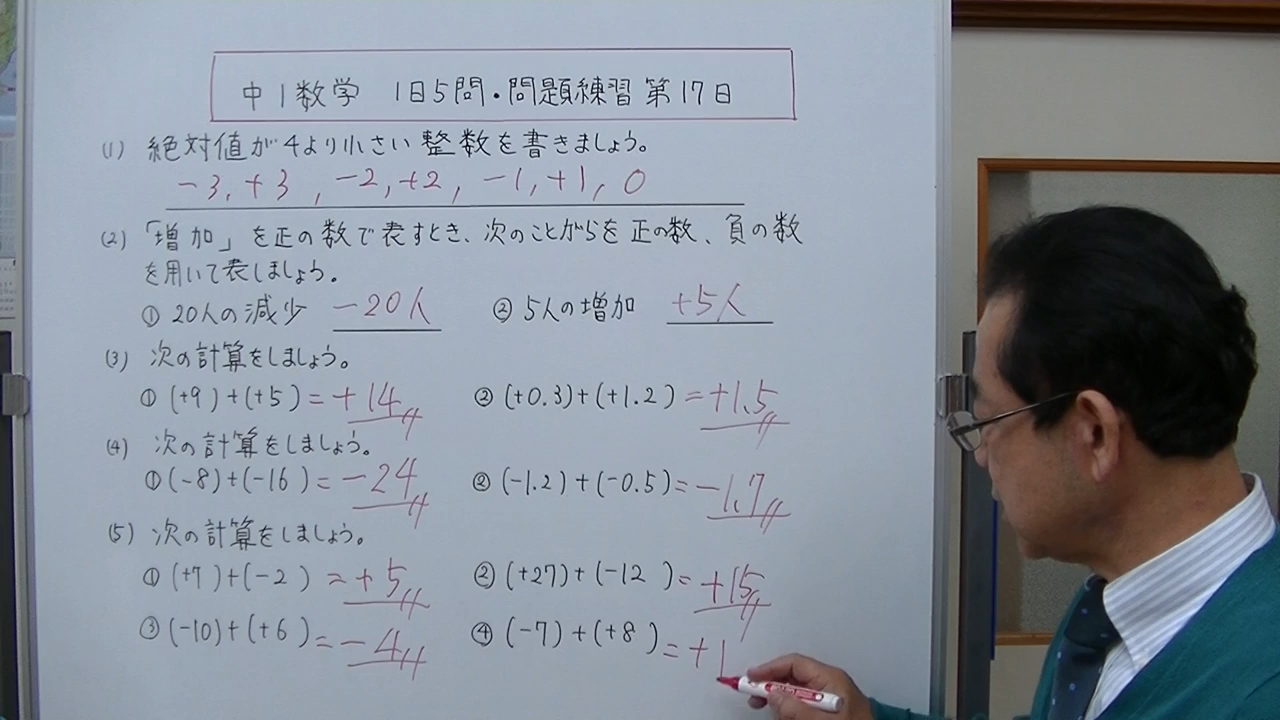 中1数学 1日5問・問題練習 第17日
(1) 絶対値が4より小さい整数を書きましょう。
-3, +3, -2, +2, -1, +1, 0
(2) 「増加」を正の数で表すとき、次のことがらを正の数、負の数
を用いて表しましょう。
① 20人の減少 -20人 ② 5人の増加 +5人
(3) 次の計算をしましょう。
① (+9)+(+5)=+14 ② (+0.3)+(+1.2)=+1.5
(4) 次の計算をしましょう。
① (-8)+(-16)=-24 ② (-1.2)+(-0.5)=-1.7
(5) 次の計算をしましょう。
① (+7)+(-2)=+5 ② (+27)+(-12)=+15
③ (-10)+(+6)=-4 ④ (-7)+(+8)=+1